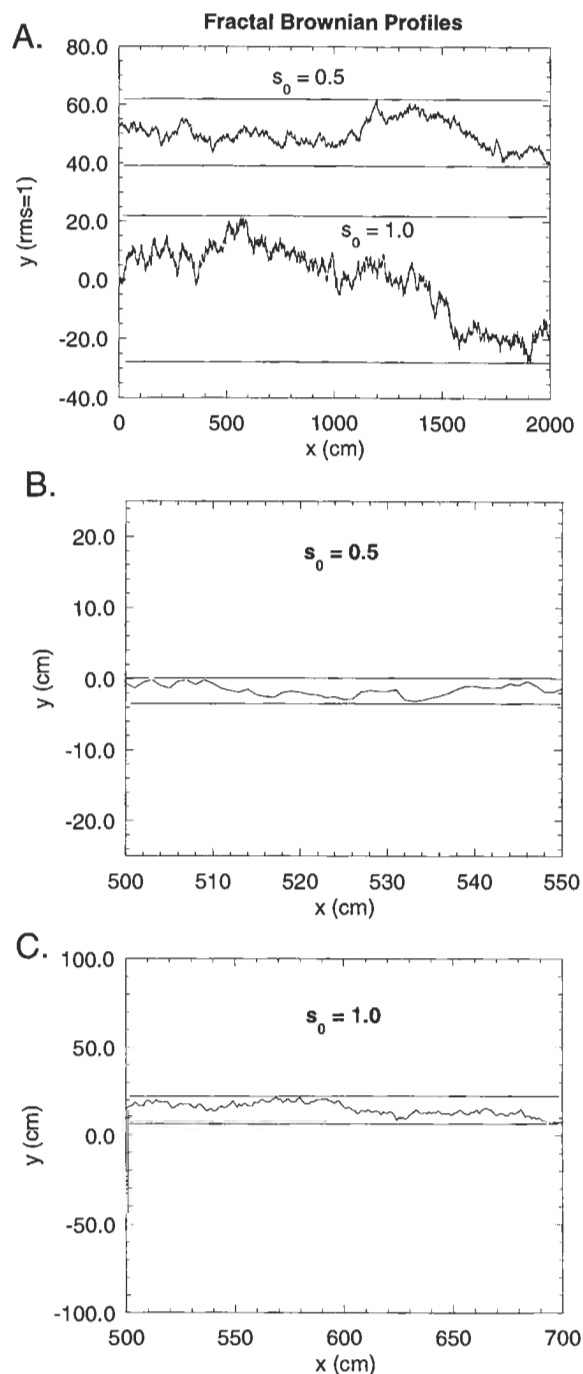 A.
Fractal Brownian Profiles
80.0
60.0
40.0
20.0
0.0
-20.0
-40.0
y (rms=1)
s0 = 0.5
s0 = 1.0
0 500 1000 1500 2000
x (cm)
B.
20.0
10.0
0.0
-10.0
-20.0
y (cm)
s0 = 0.5
500 510 520 530 540 550
x (cm)
C.
100.0
50.0
0.0
-50.0
-100.0
y (cm)
s0 = 1.0
500 550 600 650 700
x (cm)